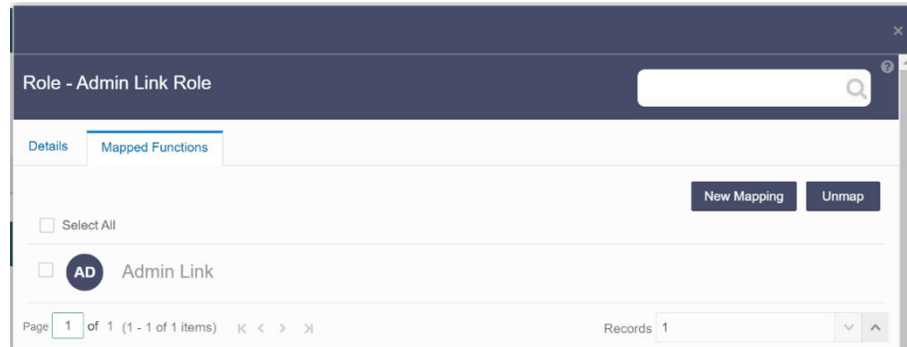 ×
Role - Admin Link Role
?
Details Mapped Functions
New Mapping Unmap
Select All
AD Admin Link
Page 1 of 1 (1 - 1 of 1 items) Records 1